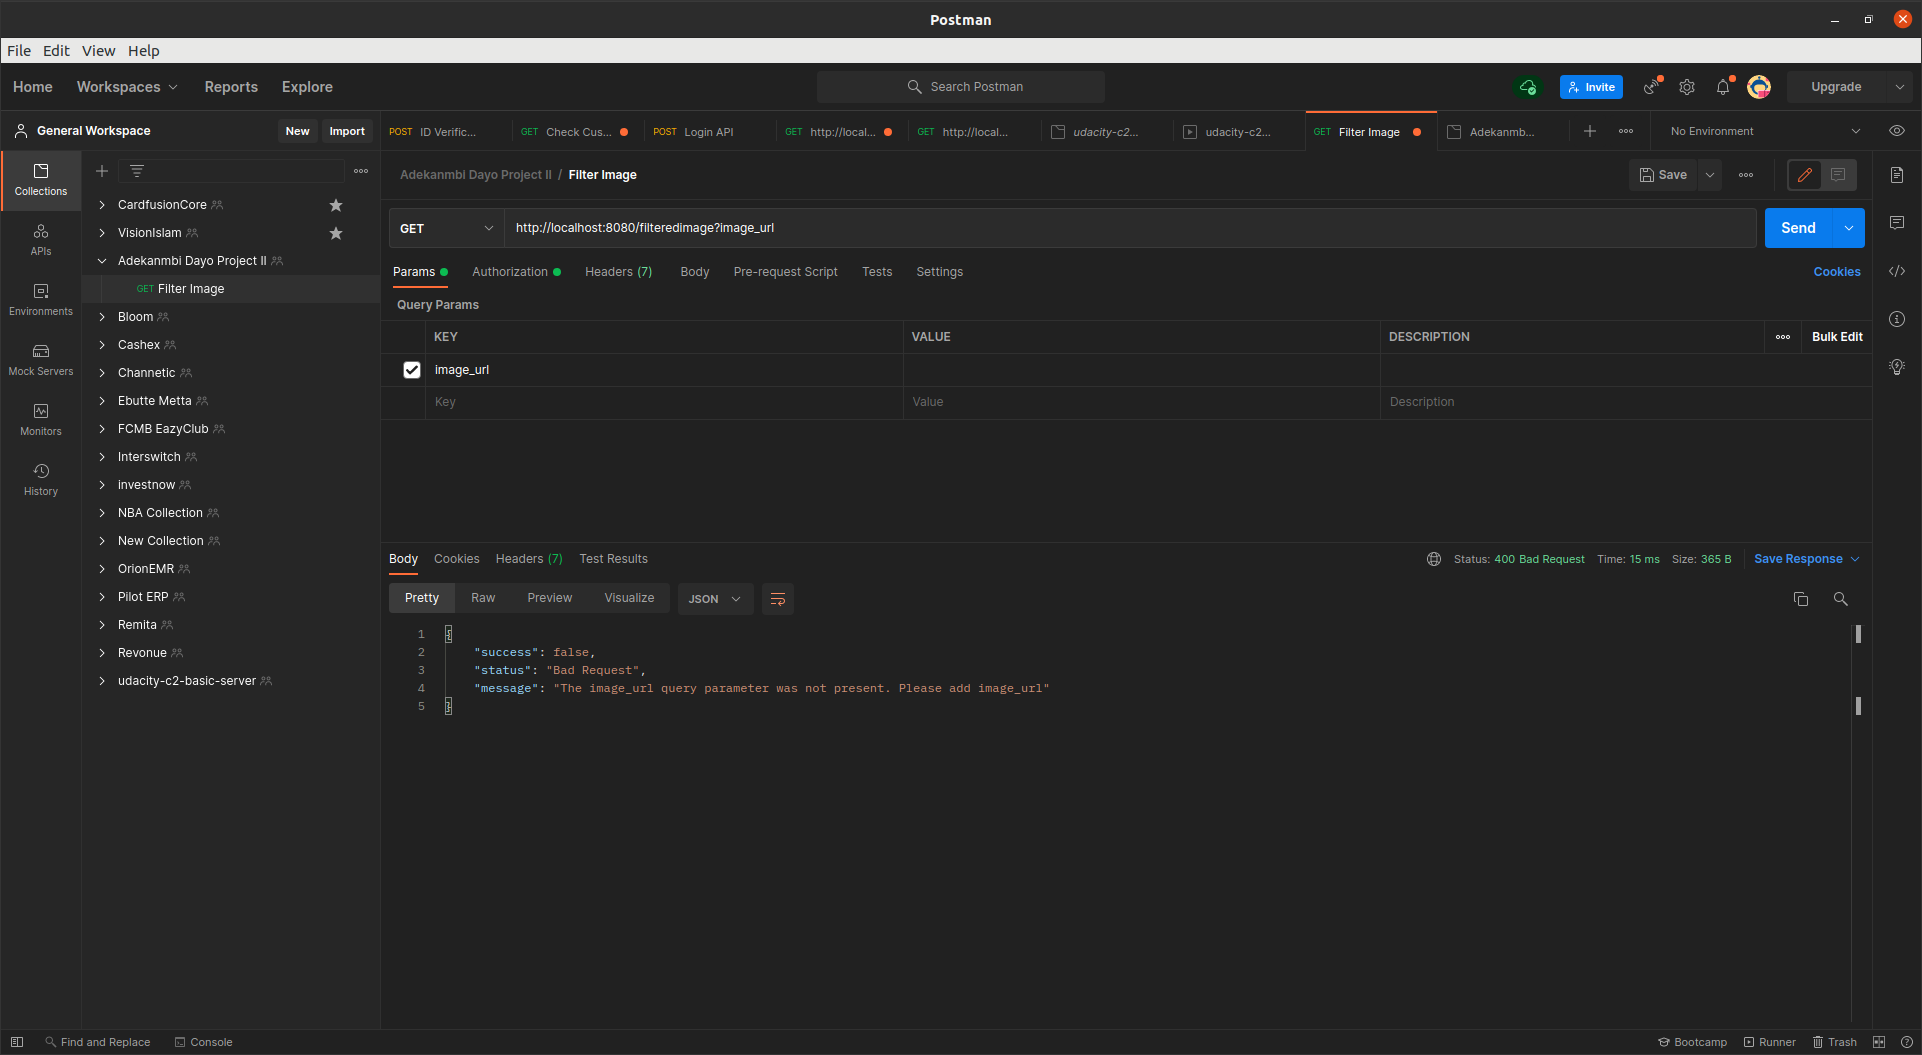 Postman
File Edit View Help
Home Workspaces Reports Explore Search Postman Invite Upgrade
General Workspace New Import
POST ID Verific... GET Check Cus... POST Login API GET http://local... GET http://local... udacity-c2... udacity-c2... GET Filter Image Adekanmb... No Environment
Collections
APIs
Environments
Mock Servers
Monitors
History
CardfusionCore
VisionIslam
Adekanmbi Dayo Project II
GET Filter Image
Bloom
Cashex
Channetic
Ebutte Metta
FCMB EazyClub
Interswitch
investnow
NBA Collection
New Collection
OrionEMR
Pilot ERP
Remita
Revonue
udacity-c2-basic-server
Adekanmbi Dayo Project II / Filter Image Save
GET http://localhost:8080/filteredimage?image_url Send
Params Authorization Headers (7) Body Pre-request Script Tests Settings Cookies
Query Params
KEY VALUE DESCRIPTION Bulk Edit
image_url
Key Value Description
Body Cookies Headers (7) Test Results Status: 400 Bad Request Time: 15 ms Size: 365 B Save Response
Pretty Raw Preview Visualize JSON
1 {
2 "success": false,
3 "status": "Bad Request",
4 "message": "The image_url query parameter was not present. Please add image_url"
5 }
Find and Replace Console Bootcamp Runner Trash